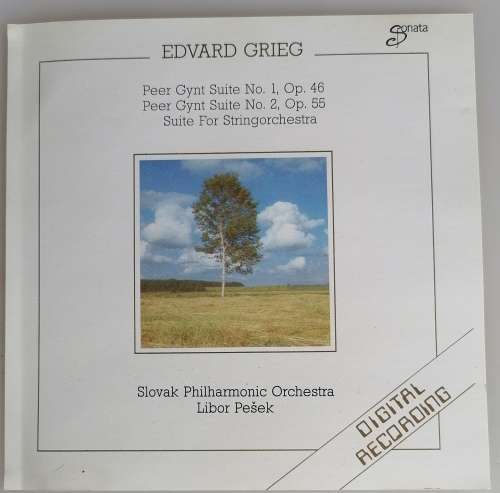 Sonata
EDVARD GRIEG
Peer Gynt Suite No. 1, Op. 46
Peer Gynt Suite No. 2, Op. 55
Suite For Stringorchestra
Slovak Philharmonic Orchestra
Libor Pešek
DIGITAL
RECORDING